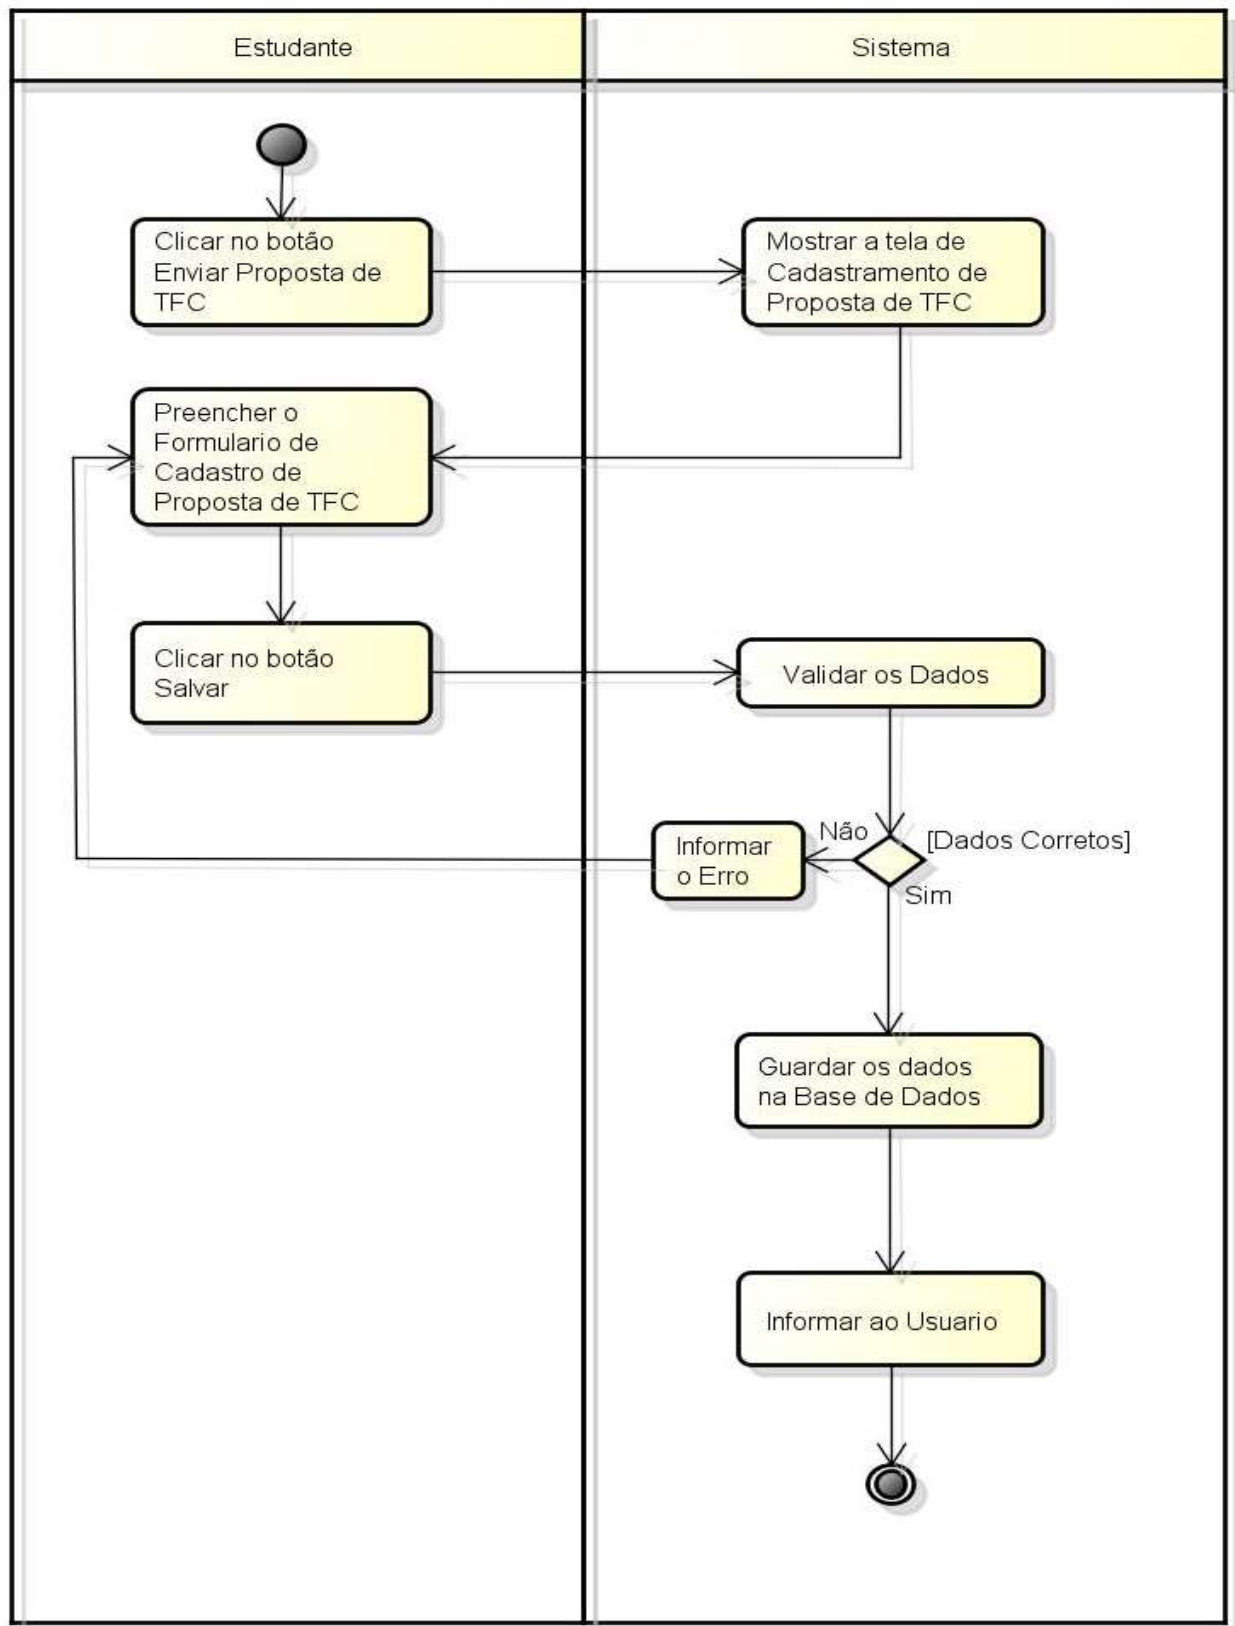 Estudante
Sistema
Clicar no botão
Enviar Proposta de
TFC
Mostrar a tela de
Cadastramento de
Proposta de TFC
Preencher o
Formulario de
Cadastro de
Proposta de TFC
Clicar no botão
Salvar
Validar os Dados
Informar
o Erro
Não
[Dados Corretos]
Sim
Guardar os dados
na Base de Dados
Informar ao Usuario